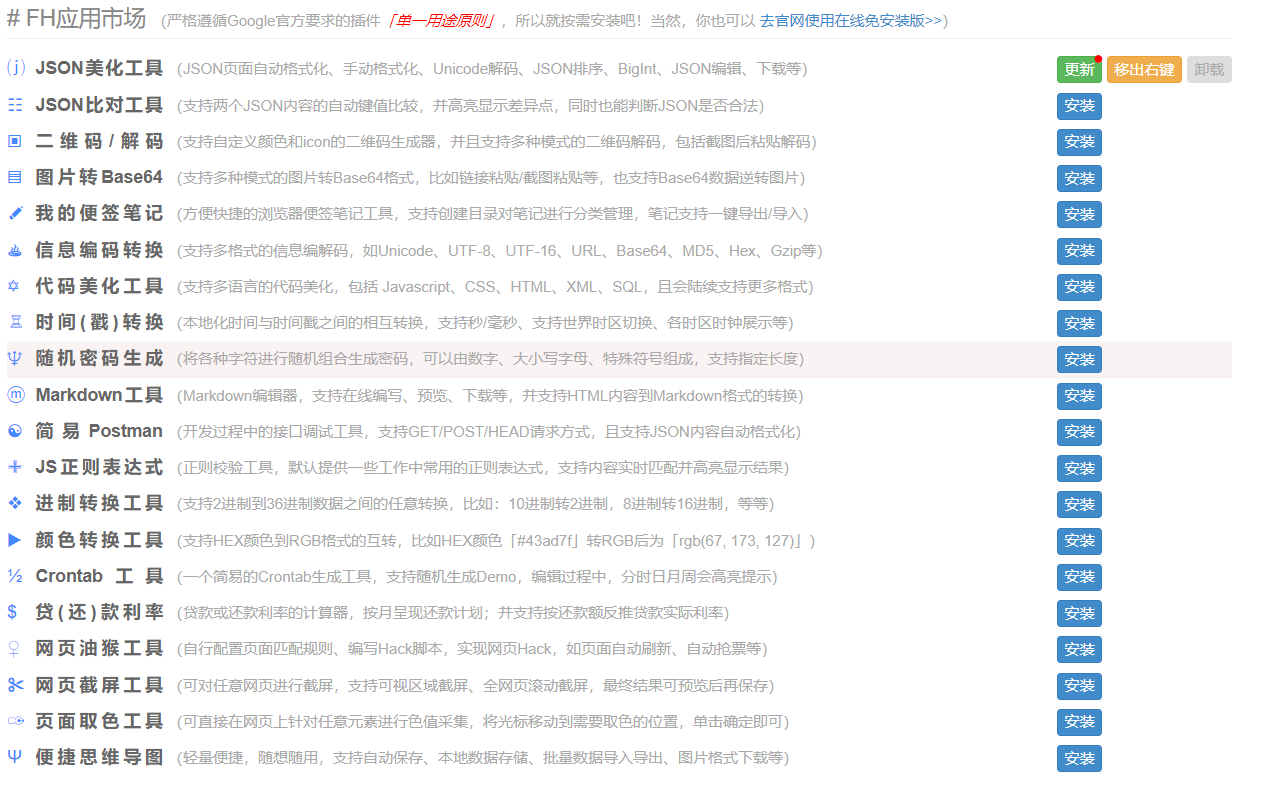 # FH应用市场 (严格遵循Google官方要求的插件「单一用途原则」,所以就按需安装吧！当然，你也可以 去官网使用在线免安装版>>)
JSON美化工具 (JSON页面自动格式化、手动格式化、Unicode解码、JSON排序、BigInt、JSON编辑、下载等) 更新 移出右键 卸载
JSON比对工具 (支持两个JSON内容的自动键值比较，并高亮显示差异点，同时也能判断JSON是否合法) 安装
二维码/解码 (支持自定义颜色和icon的二维码生成器，并且支持多种模式的二维码解码，包括截图后粘贴解码) 安装
图片转Base64 (支持多种模式的图片转Base64格式，比如链接粘贴/截图粘贴等，也支持Base64数据逆转图片) 安装
我的便签笔记 (方便快捷的浏览器便签笔记工具，支持创建目录对笔记进行分类管理，笔记支持一键导出/导入) 安装
信息编码转换 (支持多格式的信息编解码，如Unicode、UTF-8、UTF-16、URL、Base64、MD5、Hex、Gzip等) 安装
代码美化工具 (支持多语言的代码美化，包括 Javascript、CSS、HTML、XML、SQL，且会陆续支持更多格式) 安装
时间(戳)转换 (本地化时间与时间戳之间的相互转换，支持秒/毫秒、支持世界时区切换、各时区时钟展示等) 安装
随机密码生成 (将各种字符进行随机组合生成密码，可以由数字、大小写字母、特殊符号组成，支持指定长度) 安装
Markdown工具 (Markdown编辑器，支持在线编写、预览、下载等，并支持HTML内容到Markdown格式的转换) 安装
简易Postman (开发过程中的接口调试工具，支持GET/POST/HEAD请求方式，且支持JSON内容自动格式化) 安装
JS正则表达式 (正则校验工具，默认提供一些工作中常用的正则表达式，支持内容实时匹配并高亮显示结果) 安装
进制转换工具 (支持2进制到36进制数据之间的任意转换，比如：10进制转2进制，8进制转16进制，等等) 安装
颜色转换工具 (支持HEX颜色到RGB格式的互转，比如HEX颜色「#43ad7f」转RGB后为「rgb(67, 173, 127)」) 安装
½ Crontab 工具 (一个简易的Crontab生成工具，支持随机生成Demo，编辑过程中，分时日月周会高亮提示) 安装
$ 贷(还)款利率 (贷款或还款利率的计算器，按月呈现还款计划；并支持按还款额反推贷款实际利率) 安装
网页油猴工具 (自行配置页面匹配规则、编写Hack脚本，实现网页Hack，如页面自动刷新、自动抢票等) 安装
网页截屏工具 (可对任意网页进行截屏，支持可视区域截屏、全网页滚动截屏，最终结果可预览后再保存) 安装
页面取色工具 (可直接在网页上针对任意元素进行色值采集，将光标移动到需要取色的位置，单击确定即可) 安装
Ψ 便捷思维导图 (轻量便捷，随想随用，支持自动保存、本地数据存储、批量数据导入导出、图片格式下载等) 安装